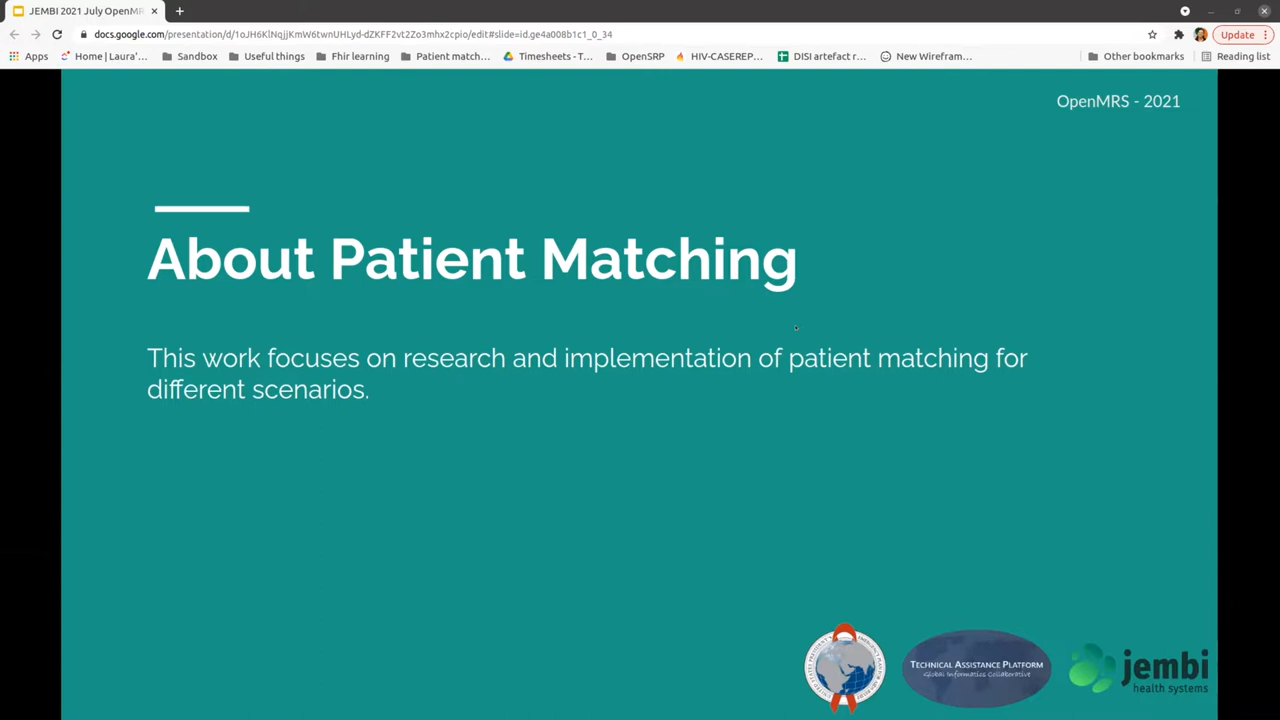 JEMBI 2021 July OpenMR
docs.google.com/presentation/d/1oJH6KlNqjjKmW6twnUHLyd-dZKFF2vt2Zo3mhx2cpio/edit#slide=id.ge4a008b1c1_0_34
Update
Apps
Home | Laura'...
Sandbox
Useful things
Fhir learning
Patient match...
Timesheets - T...
OpenSRP
HIV-CASEREP...
DISI artefact r...
New Wirefram...
Other bookmarks
Reading list
OpenMRS - 2021
About Patient Matching
This work focuses on research and implementation of patient matching for
different scenarios.
TECHNICAL ASSISTANCE PLATFORM
Global Informatics Collaborative
jembi
health systems